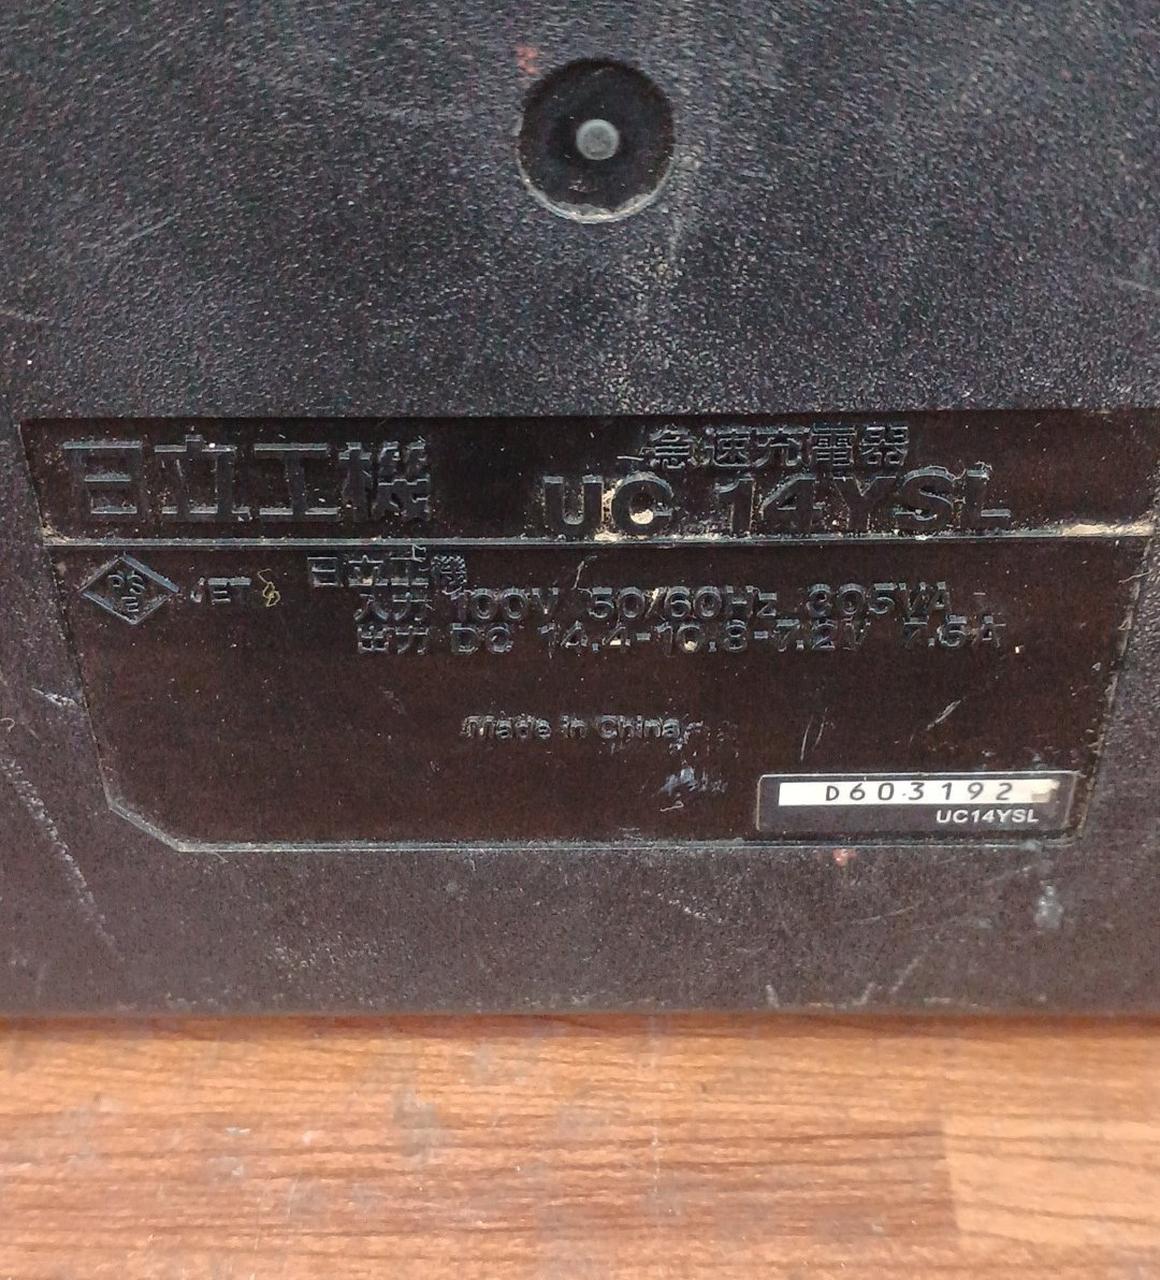 日立工機
急速充電器
UC 14YSL
PSE JET
日立工機
入力 100V 50/60Hz 305VA
出力 DC 14.4-10.8-7.2V 7.5A
Made in China
D603192
UC14YSL